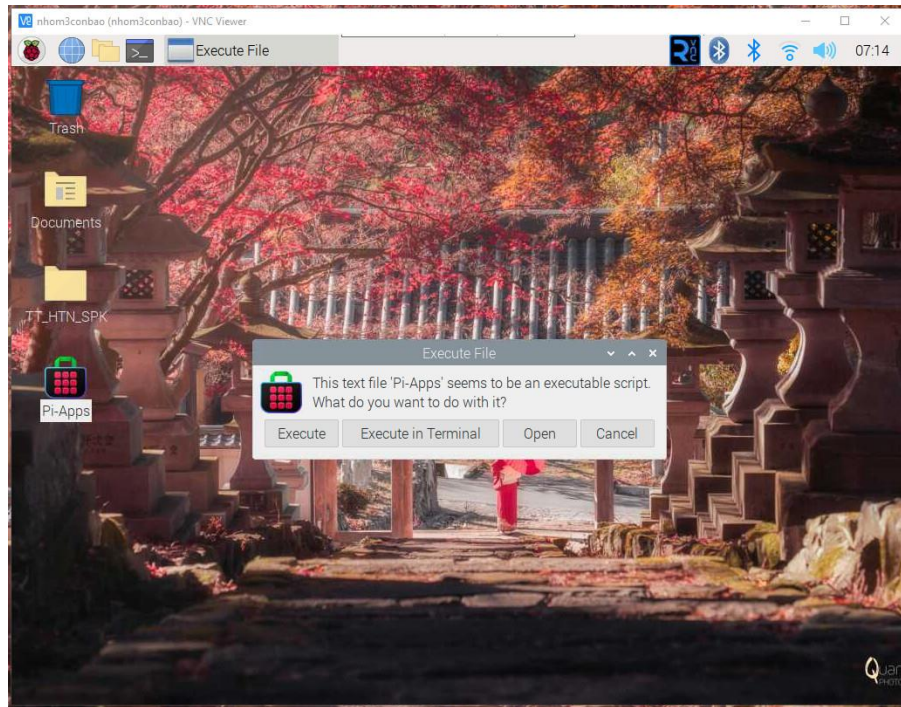 nhom3conbao (nhom3conbao) - VNC Viewer
Execute File
07:14
Trash
Documents
TT_HTN_SPK
Pi-Apps
Execute File
This text file 'Pi-Apps' seems to be an executable script.
What do you want to do with it?
Execute
Execute in Terminal
Open
Cancel